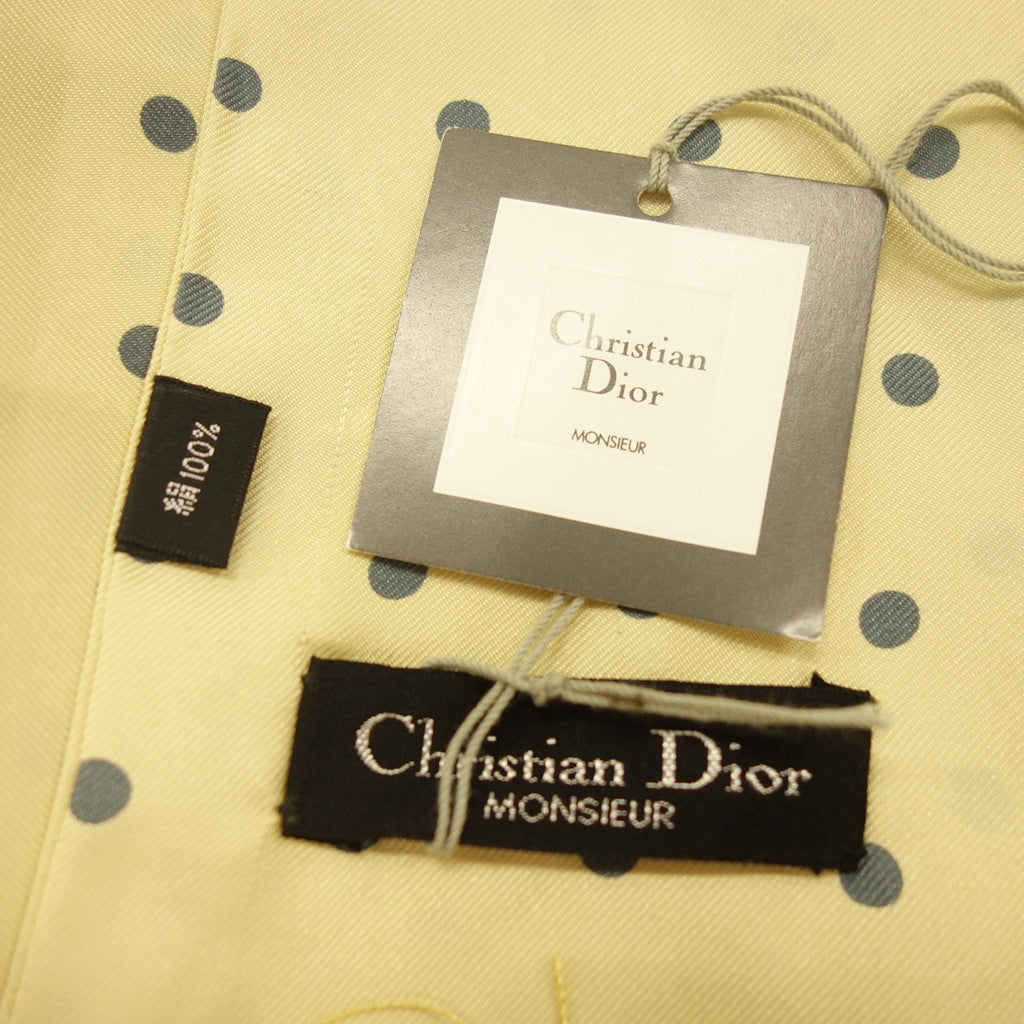 Christian
Dior
MONSIEUR
絹100%
Christian Dior
MONSIEUR